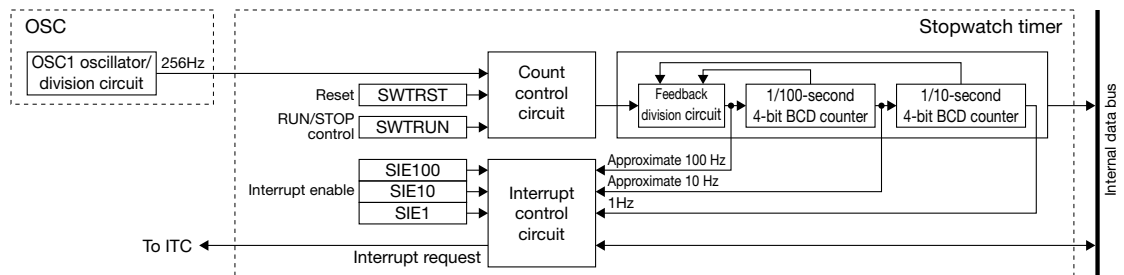 OSC
Stopwatch timer
OSC1 oscillator/
division circuit
256Hz
Reset
SWTRST
RUN/STOP
control
SWTRUN
Count
control
circuit
Feedback
division circuit
1/100-second
4-bit BCD counter
1/10-second
4-bit BCD counter
Internal data bus
Interrupt enable
SIE100
SIE10
SIE1
Interrupt
control
circuit
Approximate 100 Hz
Approximate 10 Hz
1Hz
To ITC
Interrupt request